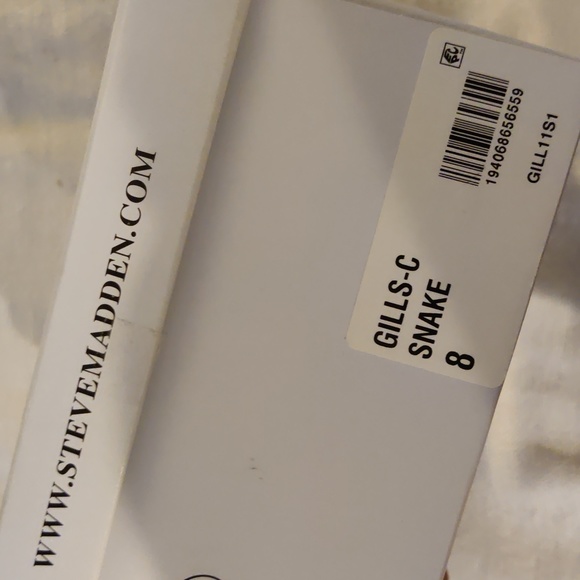 WWW.STEVEMADDEN.COM
194068656559
GILL11S1
GILLS-C
SNAKE
8